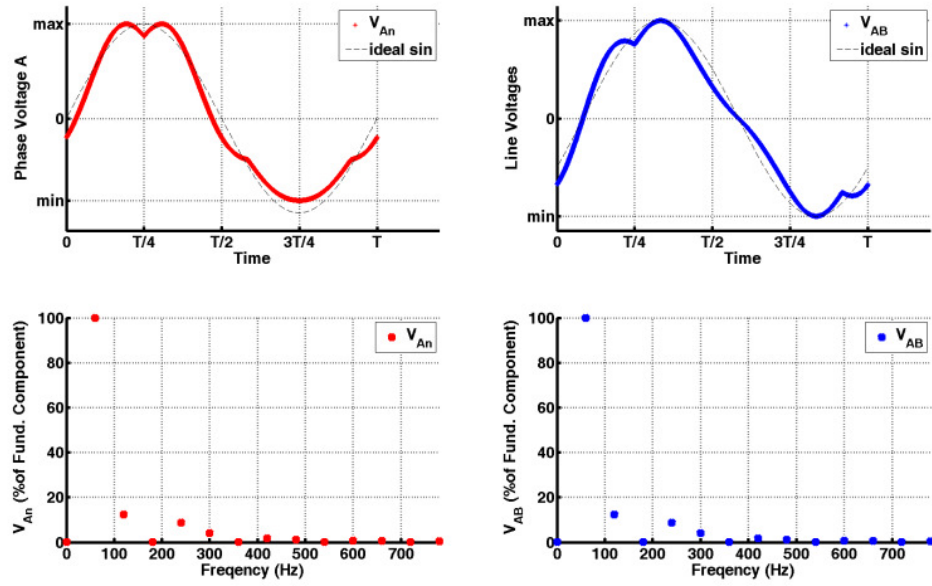 Phase Voltage A
max
0
min
0
T/4
T/2
3T/4
T
Time
V_An
ideal sin
Line Voltages
max
0
min
0
T/4
T/2
3T/4
T
Time
V_AB
ideal sin
V_An (%of Fund. Component)
100
80
60
40
20
0
0
100
200
300
400
500
600
700
Freqency (Hz)
V_An
V_AB (%of Fund. Component)
100
80
60
40
20
0
0
100
200
300
400
500
600
700
Freqency (Hz)
V_AB